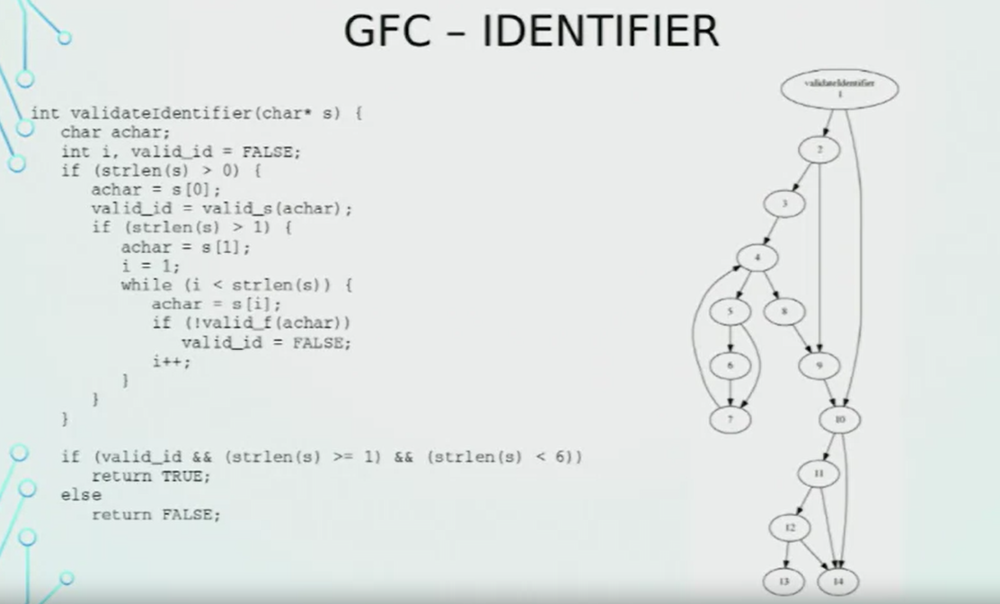 GFC – IDENTIFIER
int validateIdentifier(char* s) {
char achar;
int i, valid_id = FALSE;
if (strlen(s) > 0) {
achar = s[0];
valid_id = valid_s(achar);
if (strlen(s) > 1) {
achar = s[1];
i = 1;
while (i < strlen(s)) {
achar = s[i];
if (!valid_f(achar))
valid_id = FALSE;
i++;
}
}
}
if (valid_id && (strlen(s) >= 1) && (strlen(s) < 6))
return TRUE;
else
return FALSE;
validateIdentifier
1
2
3
4
5
8
6
9
7
10
11
12
13
14